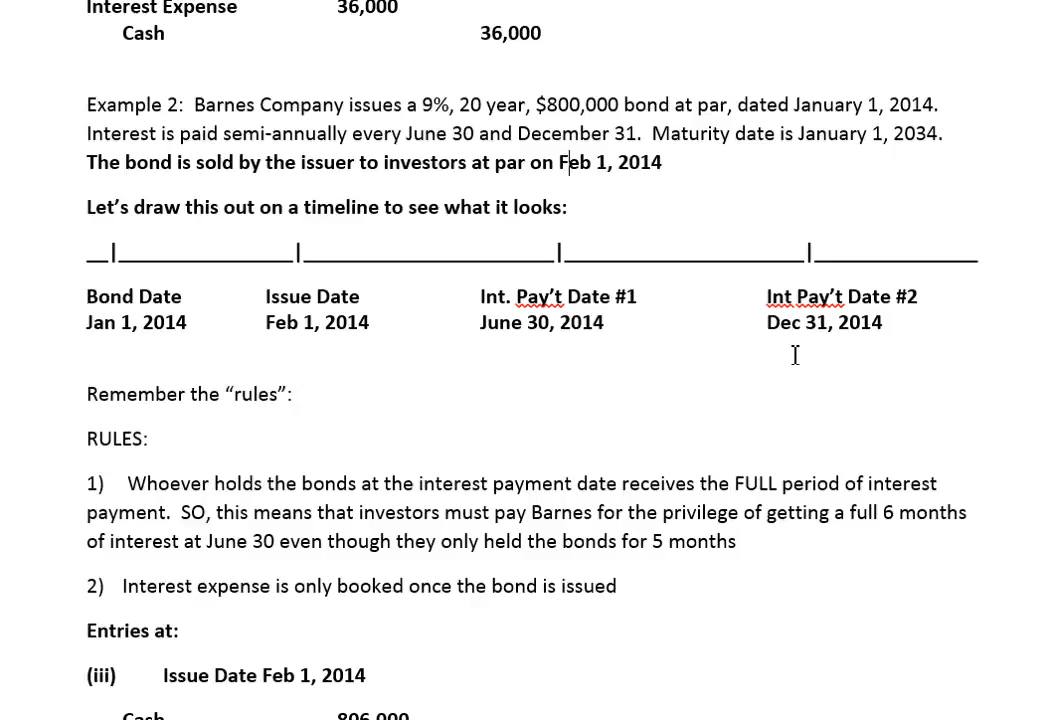 Interest Expense 36,000
Cash 36,000
Example 2: Barnes Company issues a 9%, 20 year, $800,000 bond at par, dated January 1, 2014.
Interest is paid semi-annually every June 30 and December 31. Maturity date is January 1, 2034.
The bond is sold by the issuer to investors at par on Feb 1, 2014
Let’s draw this out on a timeline to see what it looks:
Bond Date Issue Date Int. Pay’t Date #1 Int Pay’t Date #2
Jan 1, 2014 Feb 1, 2014 June 30, 2014 Dec 31, 2014
Remember the “rules”:
RULES:
1) Whoever holds the bonds at the interest payment date receives the FULL period of interest
payment. SO, this means that investors must pay Barnes for the privilege of getting a full 6 months
of interest at June 30 even though they only held the bonds for 5 months
2) Interest expense is only booked once the bond is issued
Entries at:
(iii) Issue Date Feb 1, 2014
Cash 806,000